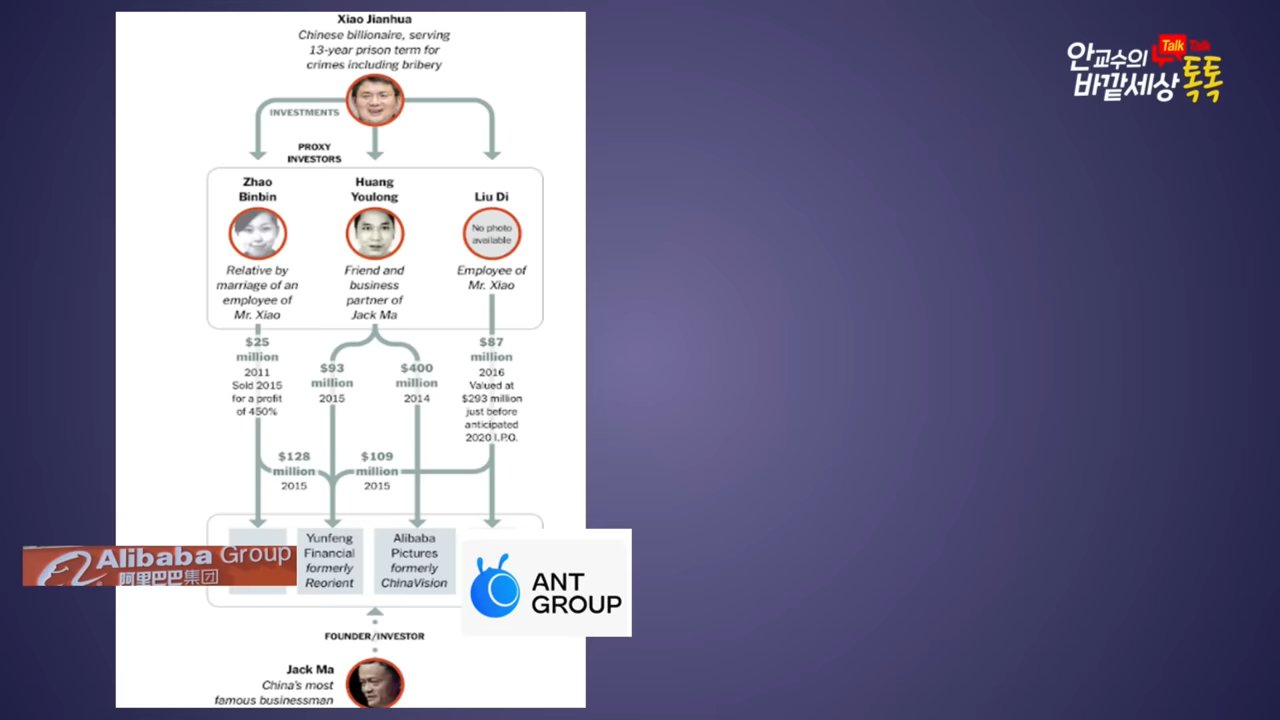 Xiao Jianhua
Chinese billionaire, serving
13-year prison term for
crimes including bribery
INVESTMENTS
PROXY
INVESTORS
Zhao
Binbin
Relative by
marriage of an
employee of
Mr. Xiao
Huang
Youlong
Friend and
business
partner of
Jack Ma
Liu Di
No photo
available
Employee of
Mr. Xiao
$25
million
2011
Sold 2015
for a profit
of 450%
$93
million
2015
$400
million
2014
$87
million
2016
Valued at
$293 million
just before
anticipated
2020 I.P.O.
$128
million
2015
$109
million
2015
Alibaba Group
阿里巴巴集团
Yunfeng
Financial
formerly
Reorient
Alibaba
Pictures
formerly
ChinaVision
ANT
GROUP
FOUNDER/INVESTOR
Jack Ma
China's most
famous businessman
안교수의
바깥세상
Talk Talk
톡톡